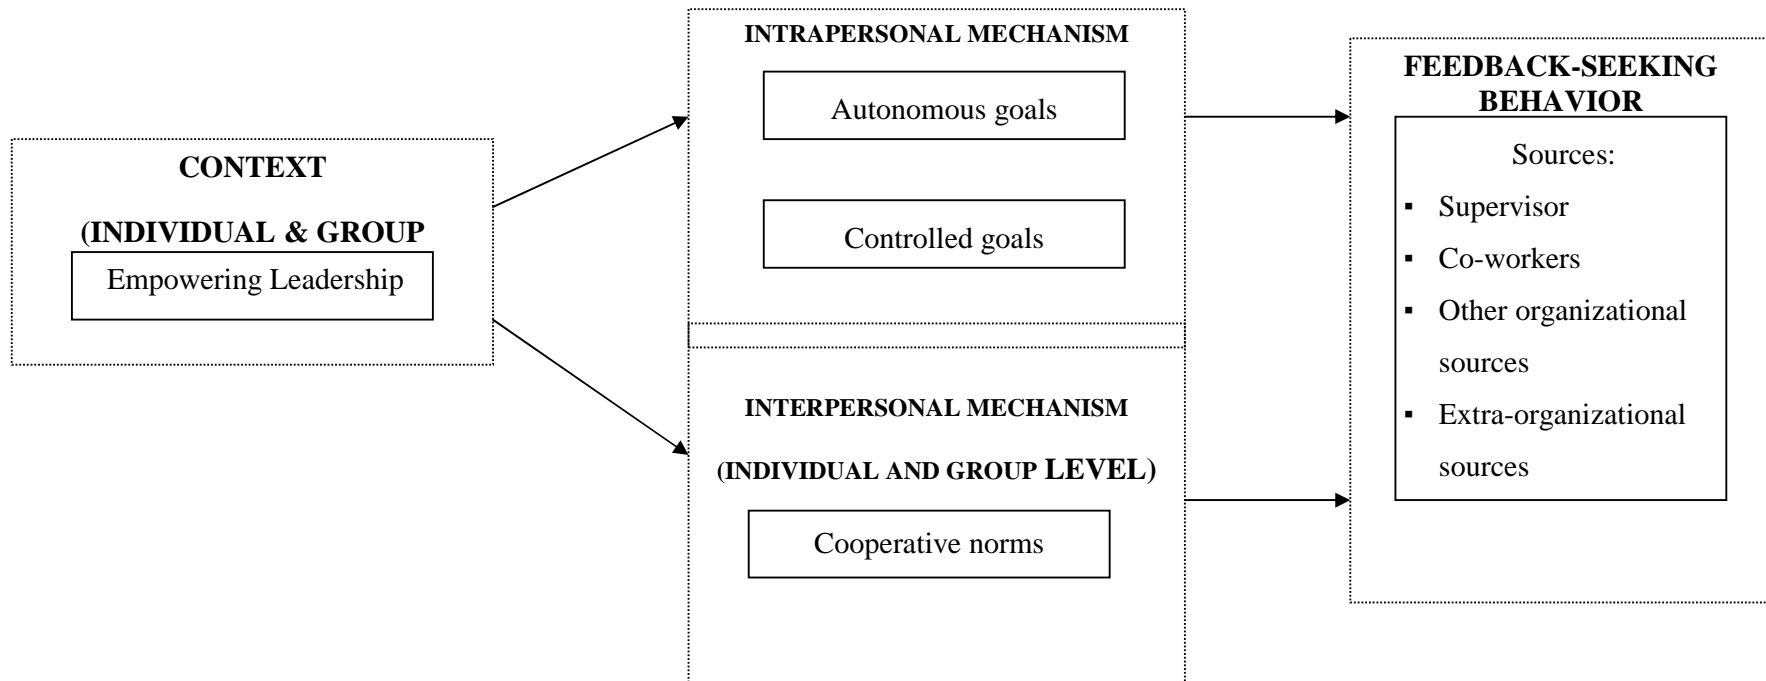 CONTEXT
(INDIVIDUAL & GROUP
Empowering Leadership
INTRAPERSONAL MECHANISM
Autonomous goals
Controlled goals
INTERPERSONAL MECHANISM
(INDIVIDUAL AND GROUP LEVEL)
Cooperative norms
FEEDBACK-SEEKING
BEHAVIOR
Sources:
▪ Supervisor
▪ Co-workers
▪ Other organizational
sources
▪ Extra-organizational
sources